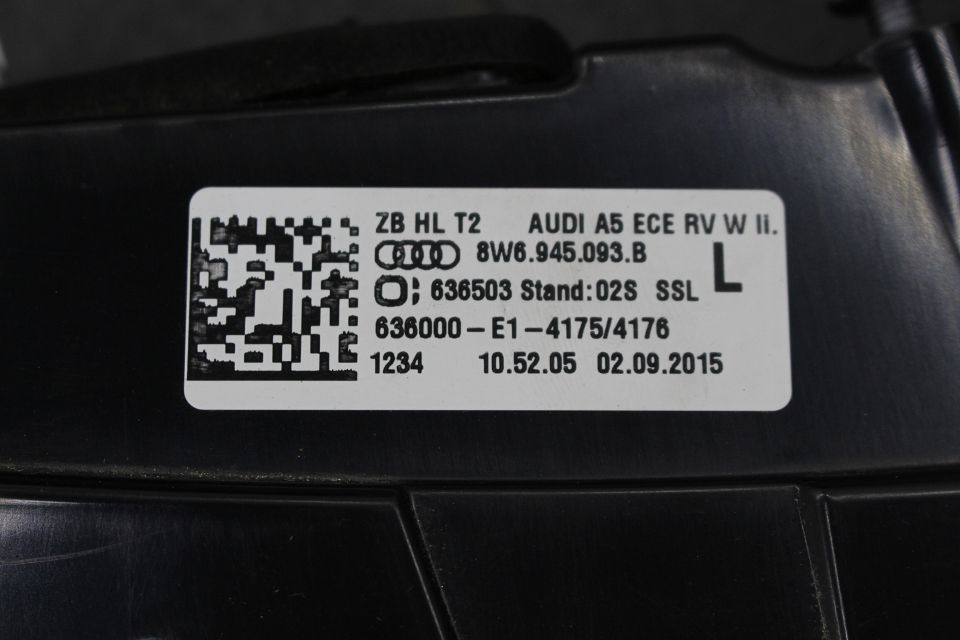 ZB HL T2 AUDI A5 ECE RV W li.
8W6.945.093.B
L
636503 Stand:02S SSL
636000-E1-4175/4176
1234 10.52.05 02.09.2015